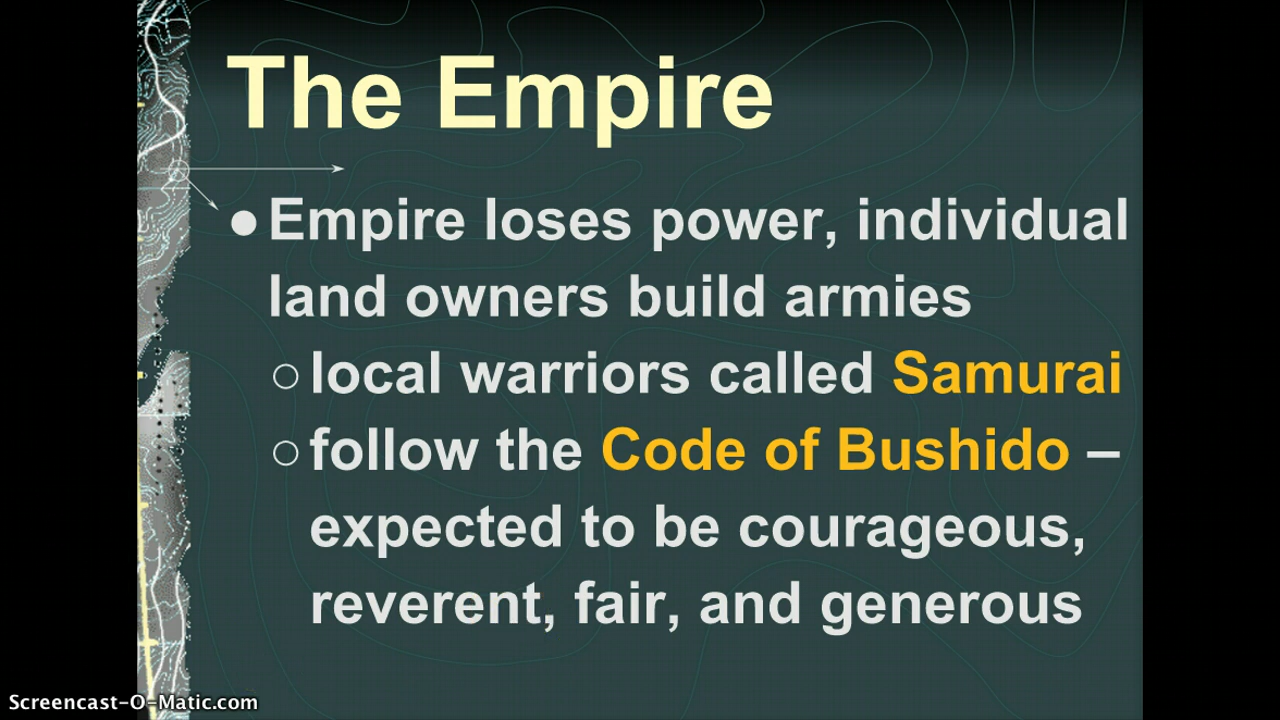 The Empire
● Empire loses power, individual
land owners build armies
○ local warriors called Samurai
○ follow the Code of Bushido –
expected to be courageous,
reverent, fair, and generous
Screencast-O-Matic.com